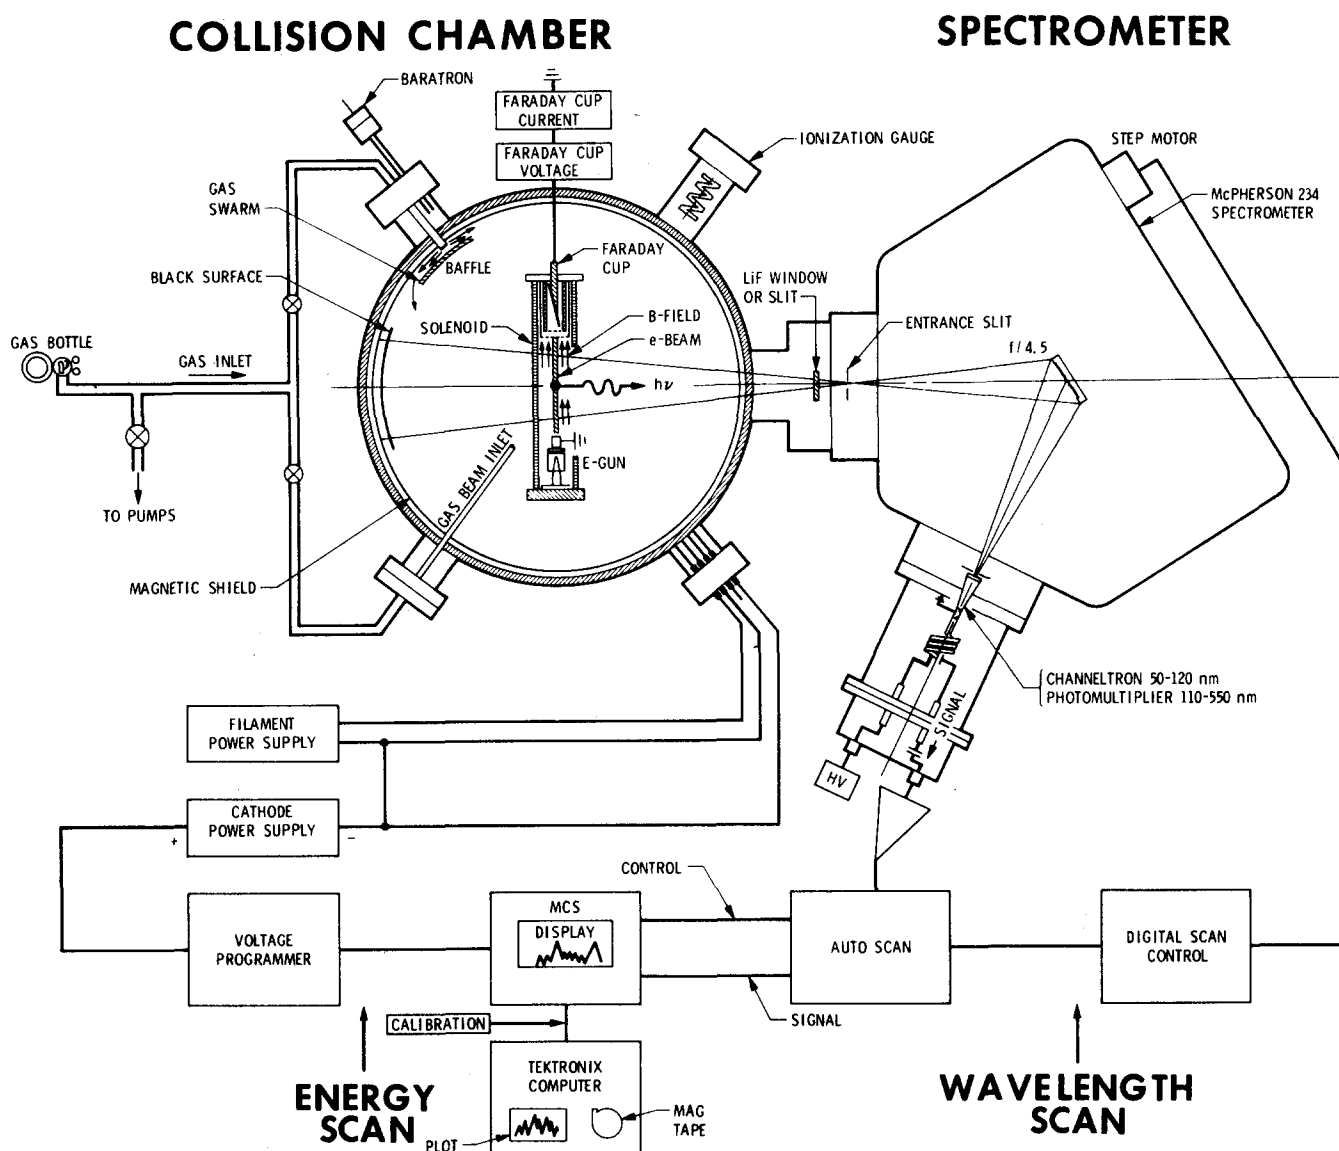 COLLISION CHAMBER
SPECTROMETER
BARATRON
FARADAY CUP
CURRENT
FARADAY CUP
VOLTAGE
IONIZATION GAUGE
STEP MOTOR
McPHERSON 234
SPECTROMETER
GAS
SWARM
BAFFLE
FARADAY
CUP
BLACK SURFACE
LiF WINDOW
OR SLIT
SOLENOID
B-FIELD
e-BEAM
ENTRANCE SLIT
f/4.5
GAS BOTTLE
GAS INLET
hν
E-GUN
GAS BEAM INLET
TO PUMPS
MAGNETIC SHIELD
CHANNELTRON 50-120 nm
PHOTOMULTIPLIER 110-550 nm
SIGNAL
HV
FILAMENT
POWER SUPPLY
CATHODE
POWER SUPPLY
+
-
CONTROL
VOLTAGE
PROGRAMMER
MCS
DISPLAY
AUTO SCAN
DIGITAL SCAN
CONTROL
SIGNAL
CALIBRATION
TEKTRONIX
COMPUTER
PLOT
MAG
TAPE
ENERGY
SCAN
WAVELENGTH
SCAN